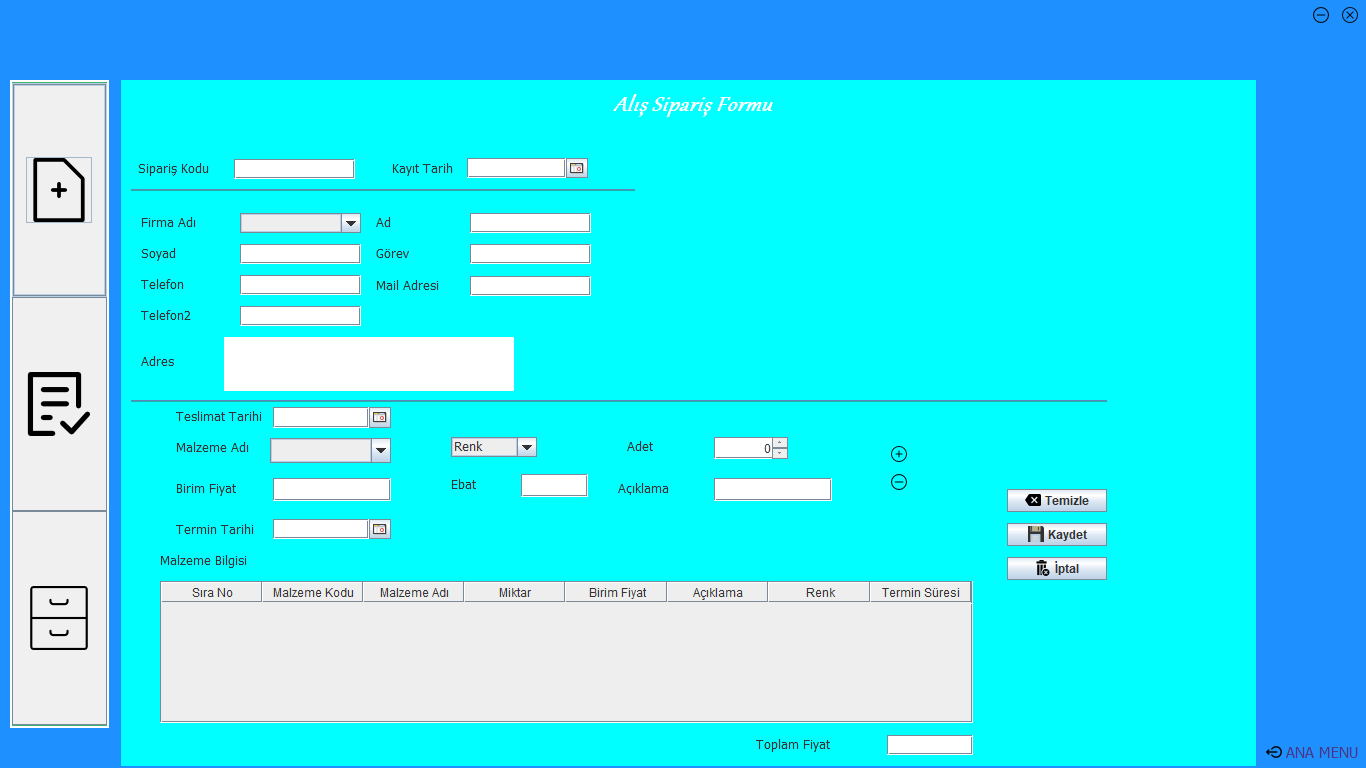 Alış Sipariş Formu
Sipariş Kodu Kayıt Tarih
Firma Adı Ad
Soyad Görev
Telefon Mail Adresi
Telefon2
Adres
Teslimat Tarihi
Malzeme Adı Renk Adet 0
Birim Fiyat Ebat Açıklama
Temizle
Termin Tarihi Kaydet
Malzeme Bilgisi İptal
Sıra No Malzeme Kodu Malzeme Adı Miktar Birim Fiyat Açıklama Renk Termin Süresi
Toplam Fiyat
ANA MENU